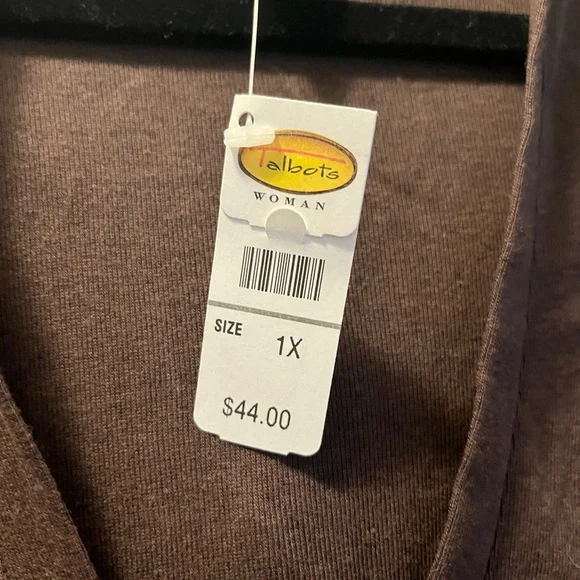 Talbots
WOMAN
SIZE 1X
$44.00